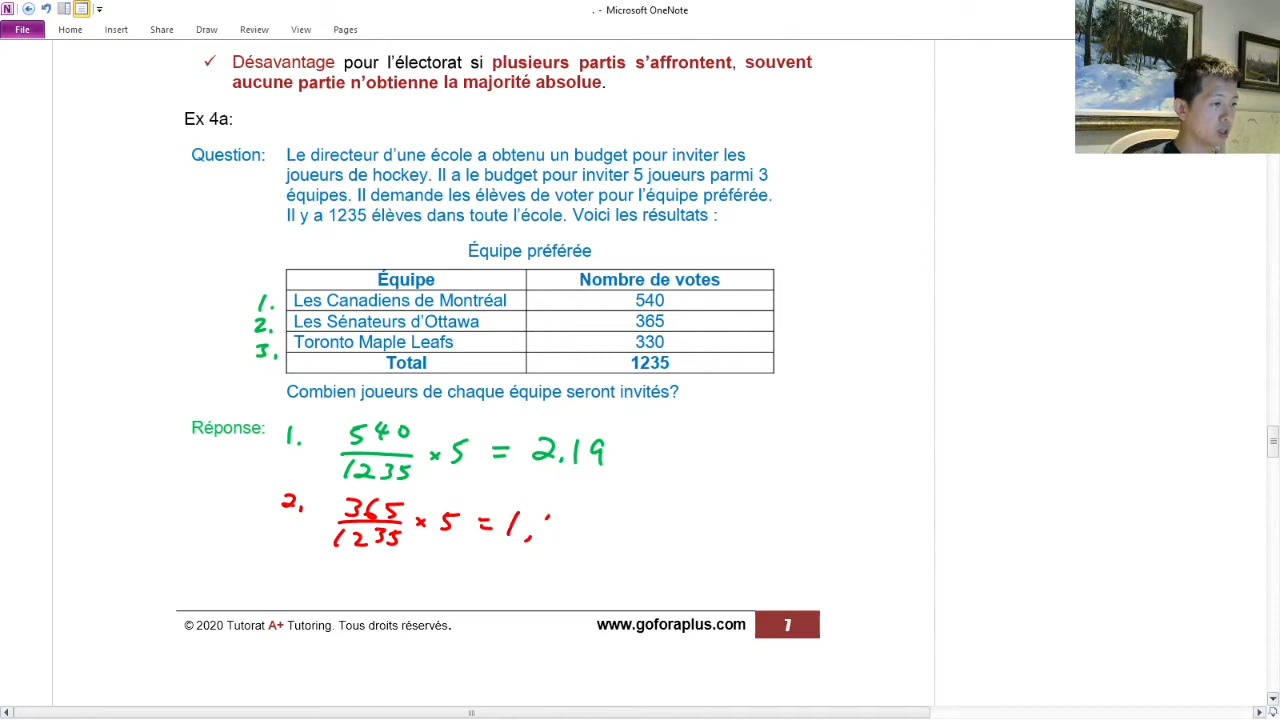 . - Microsoft OneNote
File Home Insert Share Draw Review View Pages
✓ Désavantage pour l'électorat si plusieurs partis s'affrontent, souvent
aucune partie n'obtienne la majorité absolue.
Ex 4a:
Question: Le directeur d'une école a obtenu un budget pour inviter les
joueurs de hockey. Il a le budget pour inviter 5 joueurs parmi 3
équipes. Il demande les élèves de voter pour l'équipe préférée.
Il y a 1235 élèves dans toute l'école. Voici les résultats :
Équipe préférée
Équipe Nombre de votes
1. Les Canadiens de Montréal 540
2. Les Sénateurs d'Ottawa 365
3. Toronto Maple Leafs 330
Total 1235
Combien joueurs de chaque équipe seront invités?
Réponse: 1. 540/1235 × 5 = 2.19
2. 365/1235 × 5 = 1,
© 2020 Tutorat A+ Tutoring. Tous droits réservés. www.goforaplus.com 7